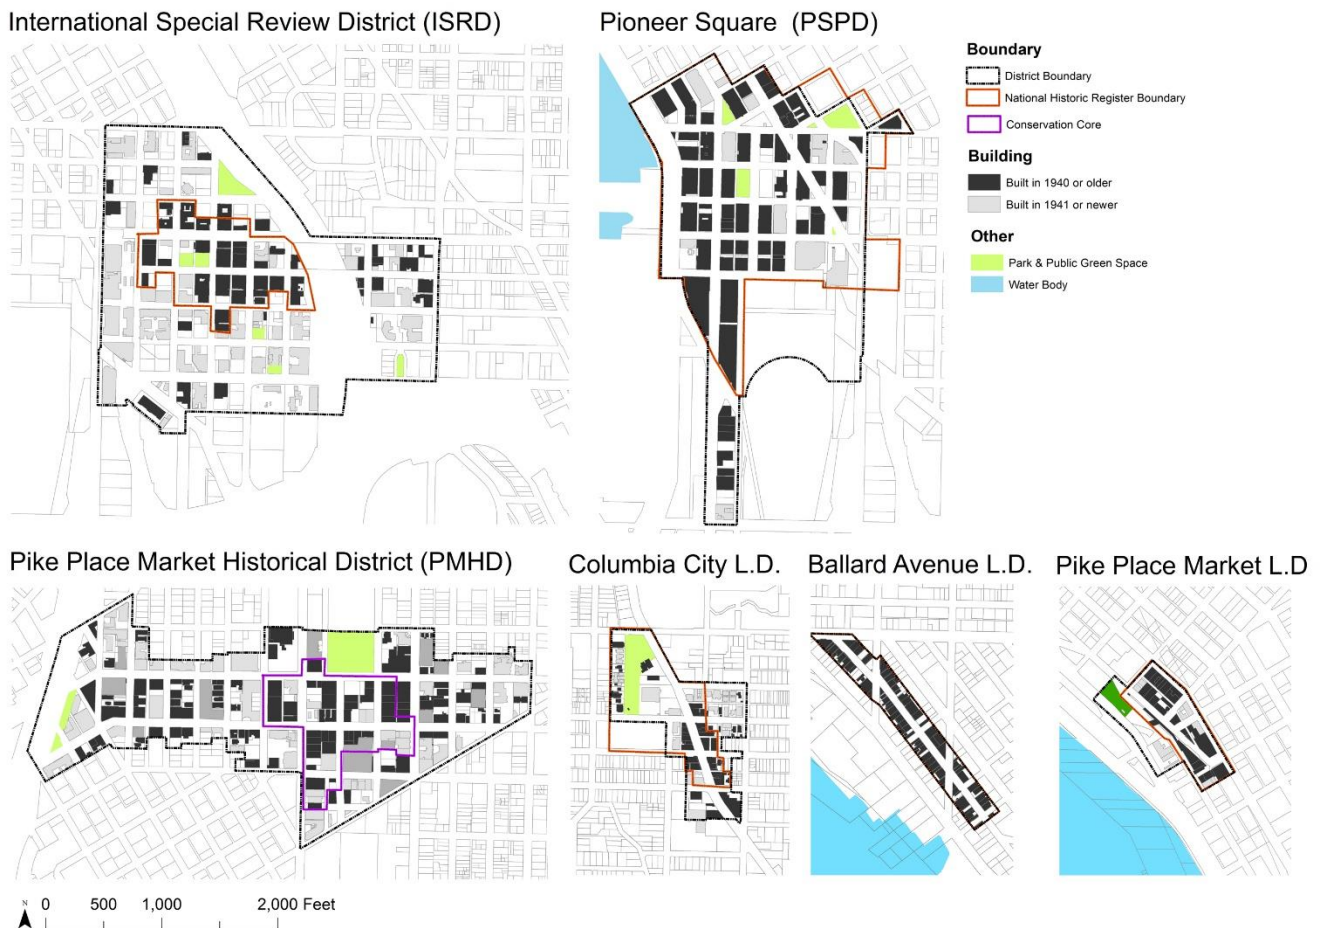 International Special Review District (ISRD)
Pioneer Square (PSPD)
Boundary
District Boundary
National Historic Register Boundary
Conservation Core
Building
Built in 1940 or older
Built in 1941 or newer
Other
Park & Public Green Space
Water Body
Pike Place Market Historical District (PMHD)
Columbia City L.D.
Ballard Avenue L.D.
Pike Place Market L.D
N 0 500 1,000 2,000 Feet